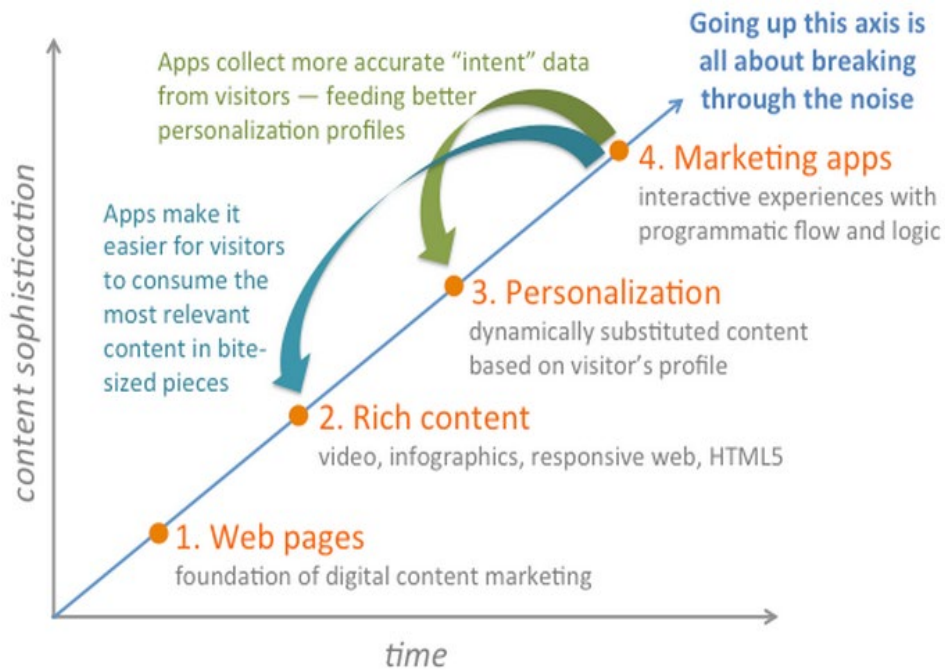 Going up this axis is
all about breaking
through the noise
Apps collect more accurate “intent” data
from visitors — feeding better
personalization profiles
4. Marketing apps
interactive experiences with
programmatic flow and logic
Apps make it
easier for visitors
to consume the
most relevant
content in bite-
sized pieces
3. Personalization
dynamically substituted content
based on visitor’s profile
2. Rich content
video, infographics, responsive web, HTML5
1. Web pages
foundation of digital content marketing
content sophistication
time